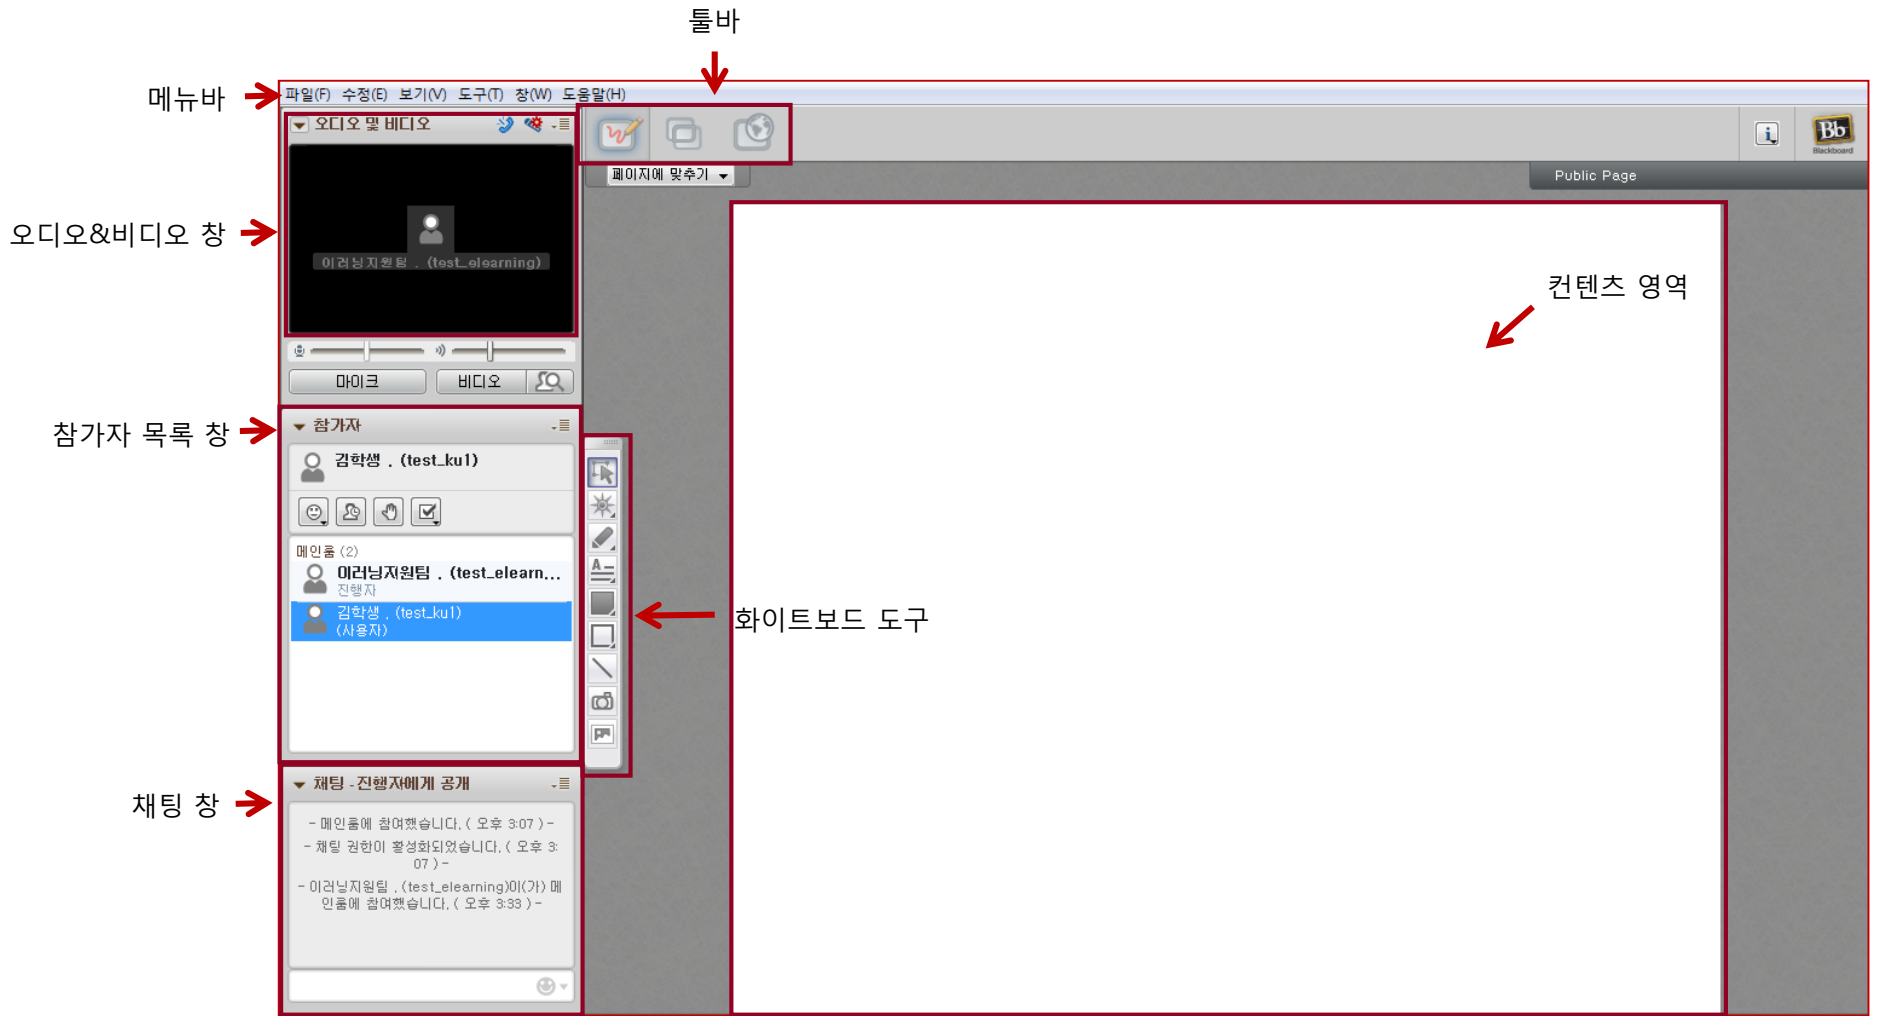 툴바
메뉴바
파일(F) 수정(E) 보기(V) 도구(T) 창(W) 도움말(H)
오디오 및 비디오
Bb
Blackboard
페이지에 맞추기
Public Page
오디오&비디오 창
이러닝지원팀 . (test_elearning)
컨텐츠 영역
마이크
비디오
참가자 목록 창
참가자
김학생 . (test_ku1)
메인룸 (2)
이러닝지원팀 . (test_elearn...
진행자
김학생 . (test_ku1)
(사용자)
화이트보드 도구
채팅 창
채팅 - 진행자에게 공개
- 메인룸에 참여했습니다. ( 오후 3:07 ) -
- 채팅 권한이 활성화되었습니다. ( 오후 3:
07 ) -
- 이러닝지원팀 . (test_elearning)이(가) 메
인룸에 참여했습니다. ( 오후 3:33 ) -